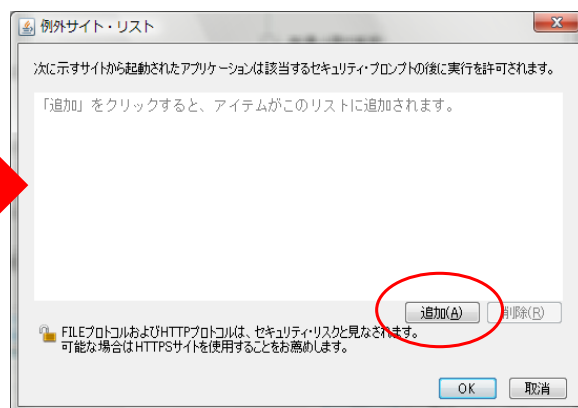 例外サイト・リスト
次に示すサイトから起動されたアプリケーションは該当するセキュリティ・プロンプトの後に実行を許可されます。
「追加」をクリックすると、アイテムがこのリストに追加されます。
追加(A) 削除(R)
FILEプロトコルおよびHTTPプロトコルは、セキュリティ・リスクと見なされます。
可能な場合はHTTPSサイトを使用することをお薦めします。
OK 取消